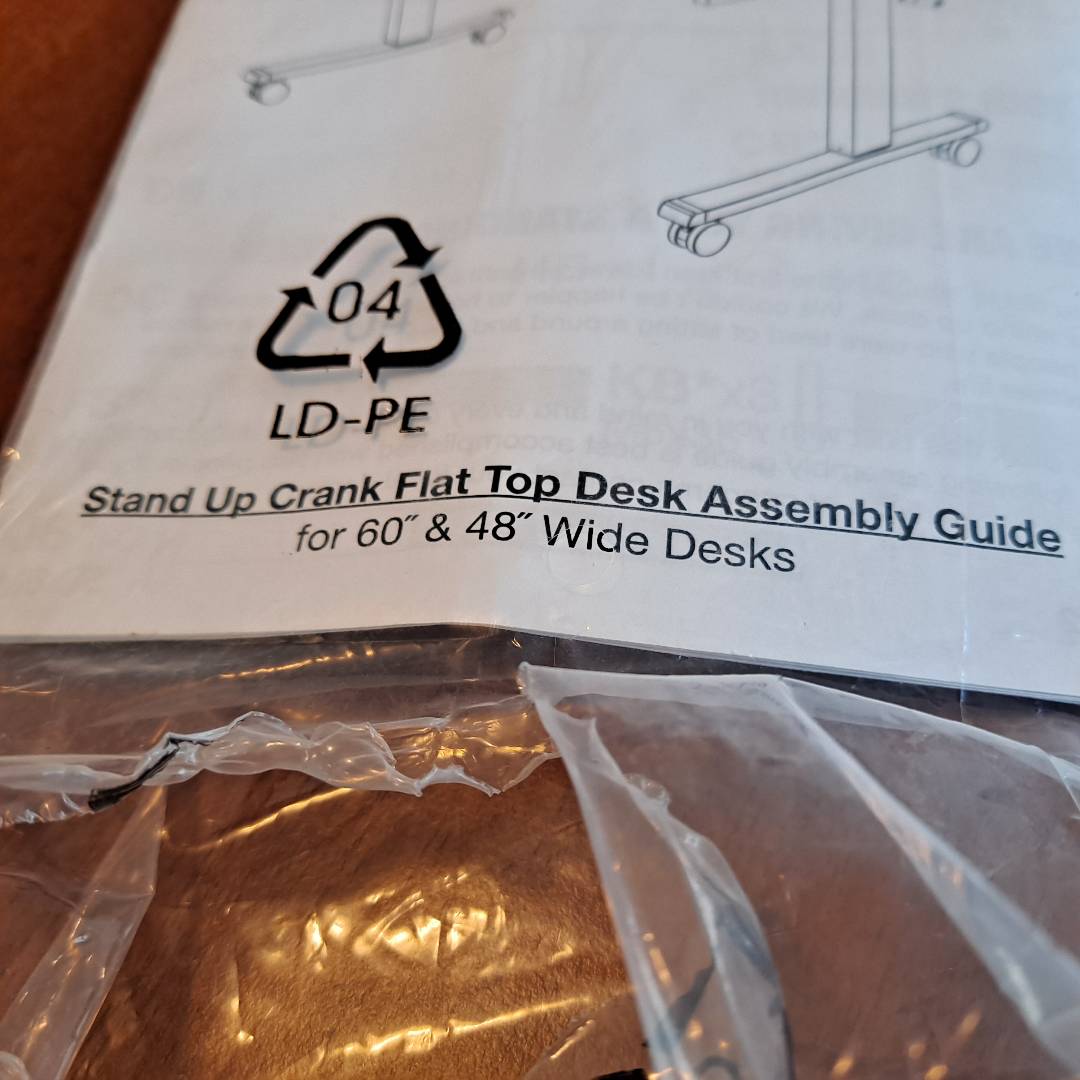 04
LD-PE
Stand Up Crank Flat Top Desk Assembly Guide
for 60″ & 48″ Wide Desks